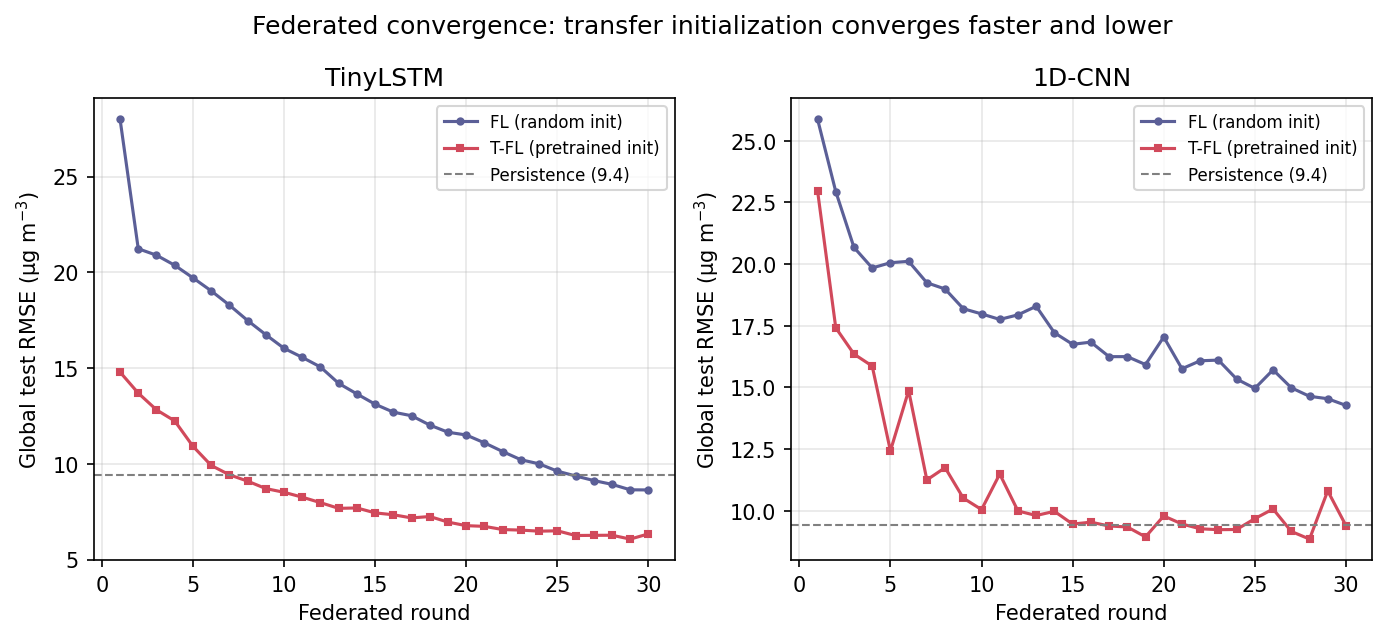 Federated convergence: transfer initialization converges faster and lower
TinyLSTM
Global test RMSE (µg m⁻³)
25
20
15
10
5
FL (random init)
T-FL (pretrained init)
Persistence (9.4)
0 5 10 15 20 25 30
Federated round
1D-CNN
Global test RMSE (µg m⁻³)
25.0
22.5
20.0
17.5
15.0
12.5
10.0
FL (random init)
T-FL (pretrained init)
Persistence (9.4)
0 5 10 15 20 25 30
Federated round